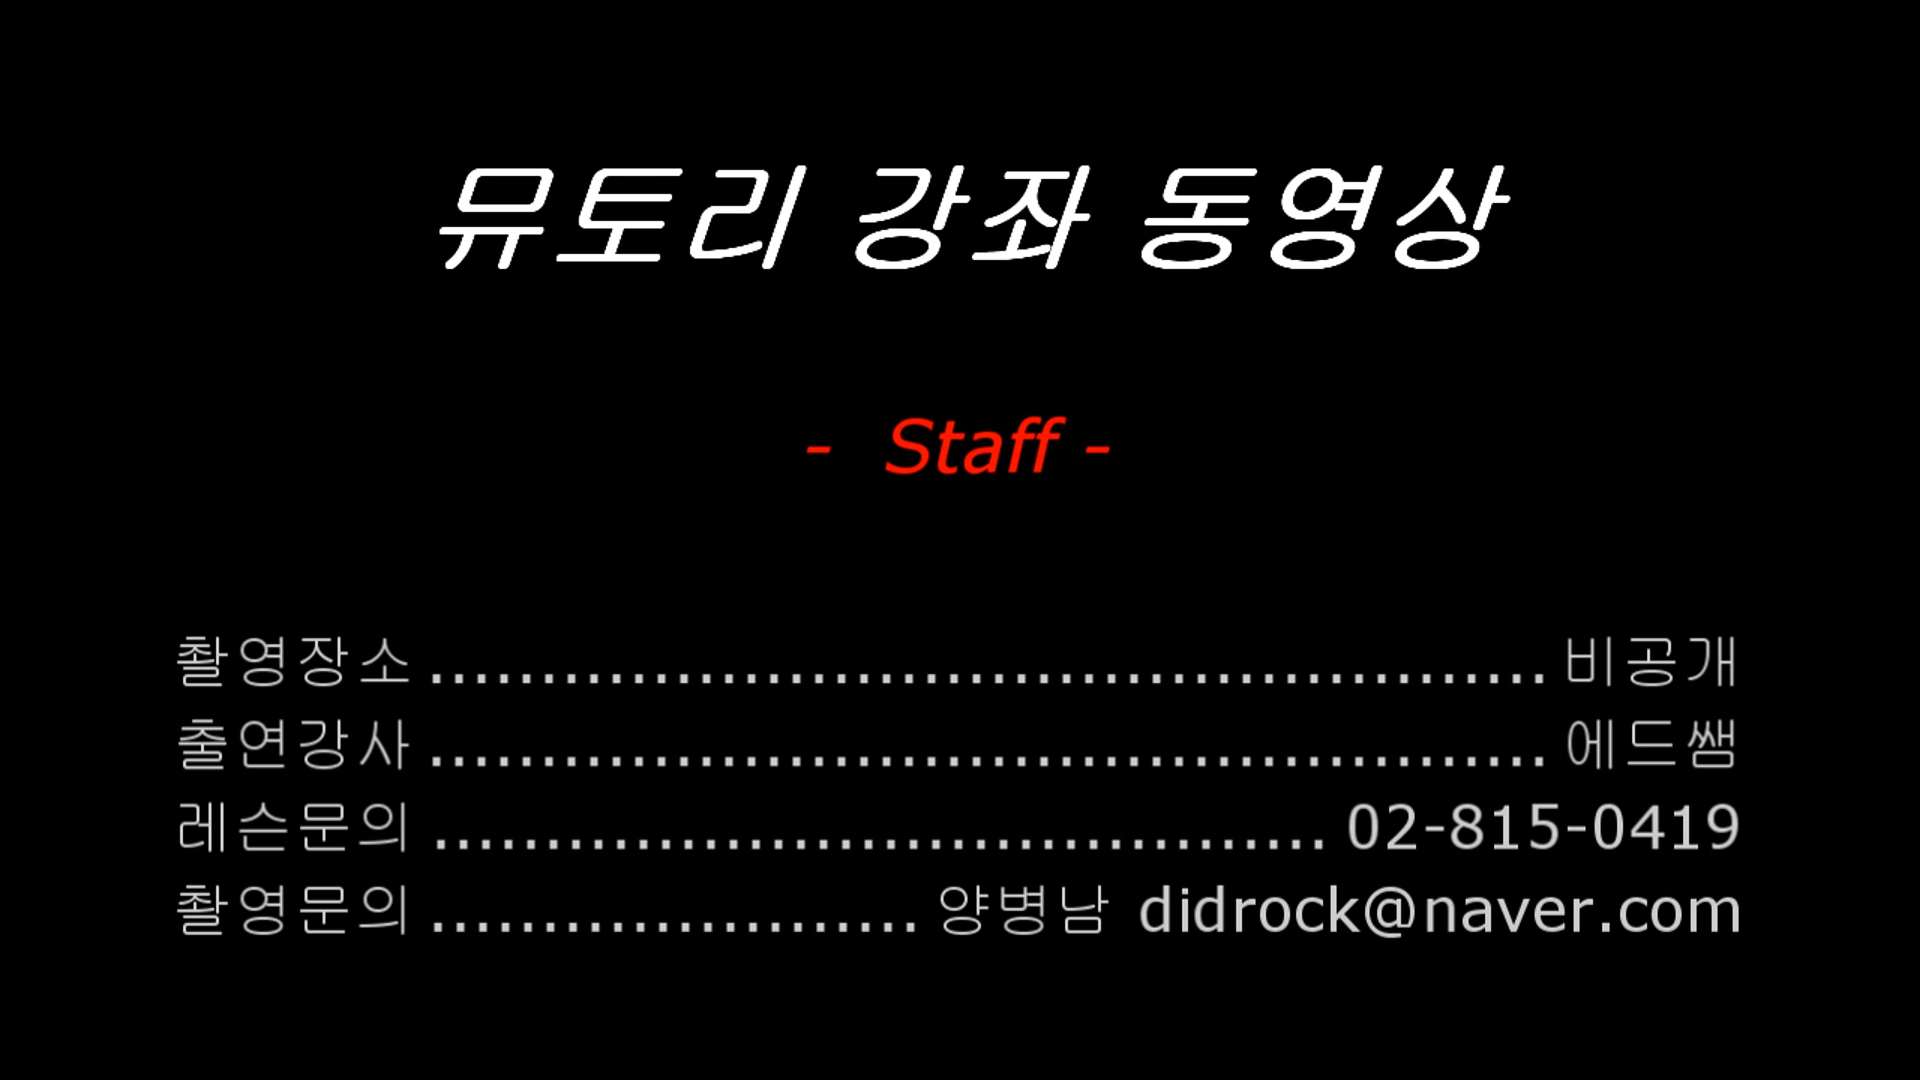 뮤토리 강좌 동영상
- Staff -
촬영장소 .................................................. 비공개
출연강사 .................................................. 에드쌤
레슨문의 ........................................ 02-815-0419
촬영문의 ...................... 양병남 didrock@naver.com